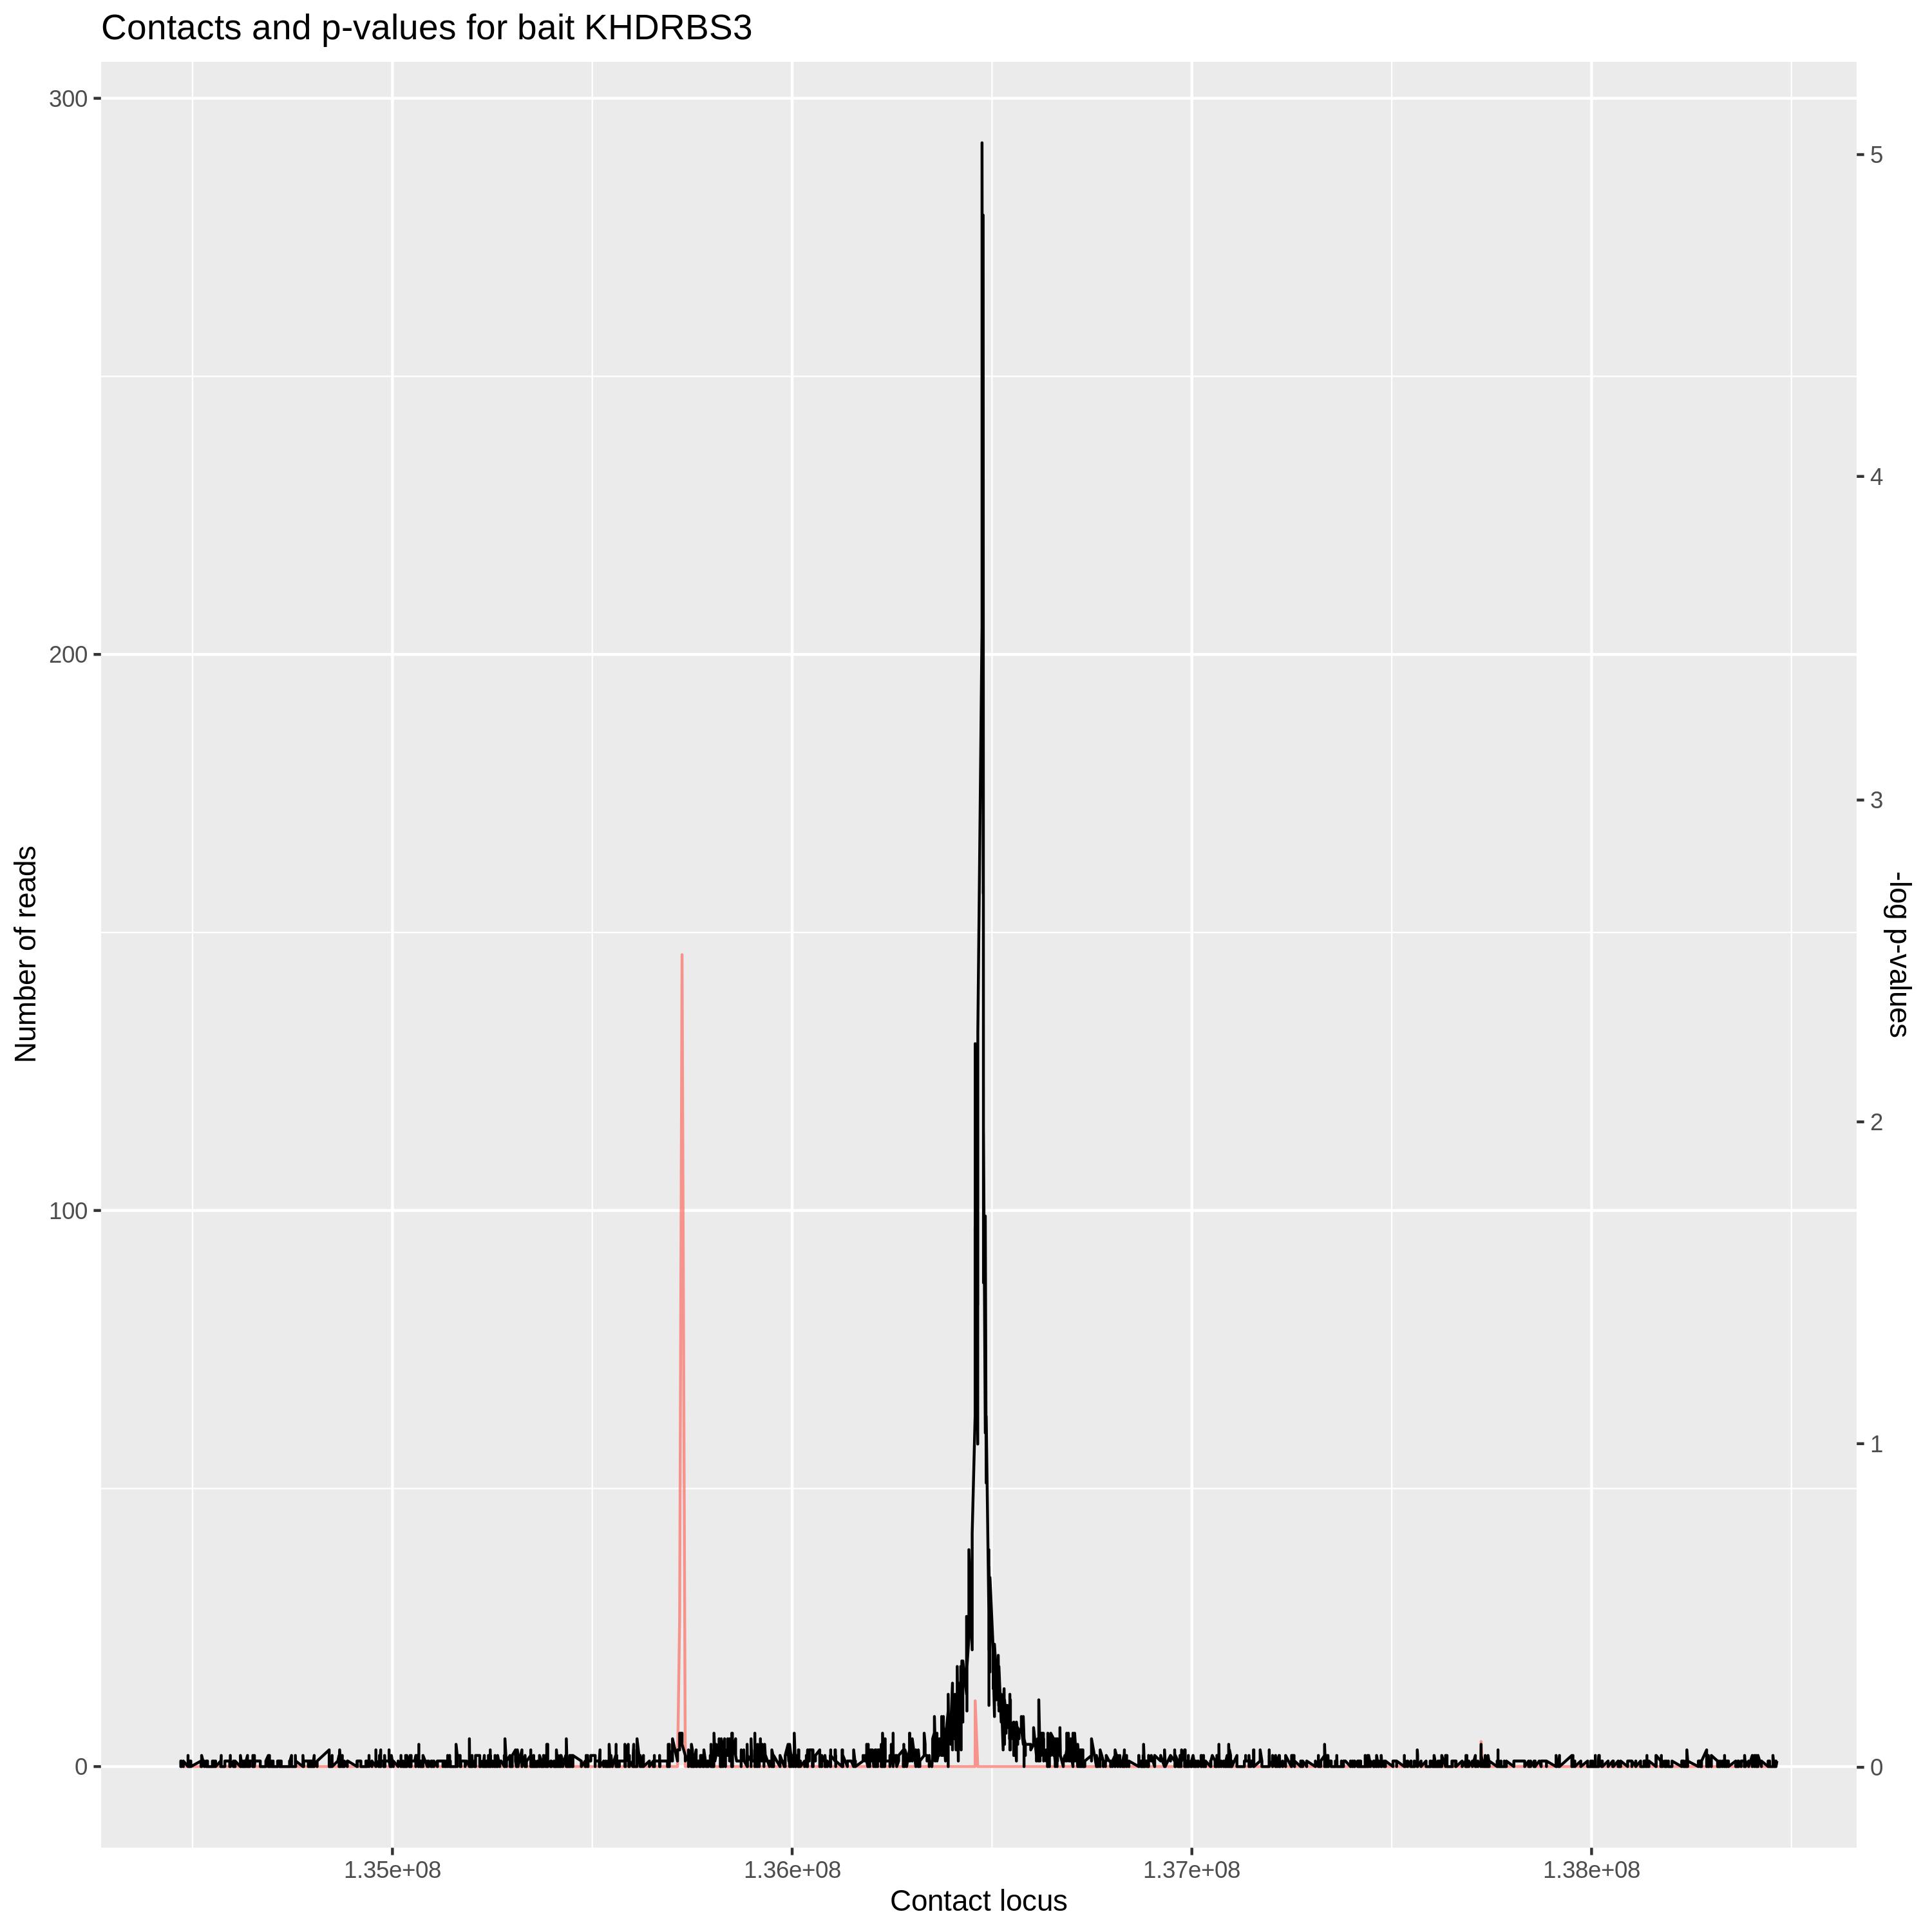 Contacts and p-values for bait KHDRBS3
300
200
100
0
Number of reads
5
4
3
2
1
0
-log p-values
1.35e+08
1.36e+08
1.37e+08
1.38e+08
Contact locus